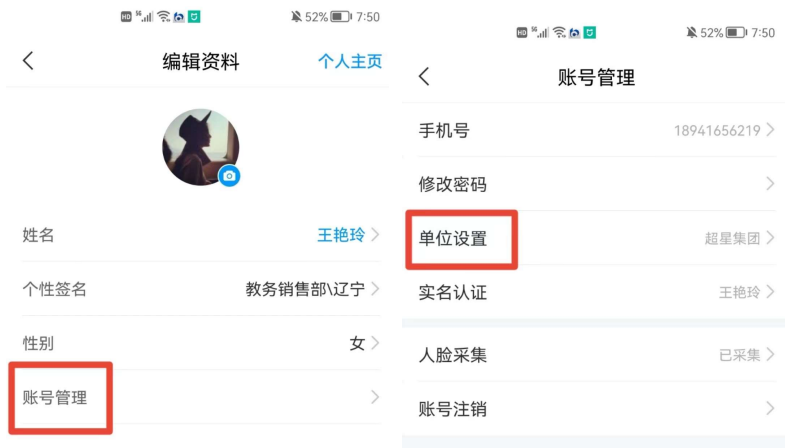 HD 5G 52% 7:50
编辑资料 个人主页
姓名 王艳玲
个性签名 教务销售部\辽宁
性别 女
账号管理
HD 5G 52% 7:50
账号管理
手机号 18941656219
修改密码
单位设置 超星集团
实名认证 王艳玲
人脸采集 已采集
账号注销